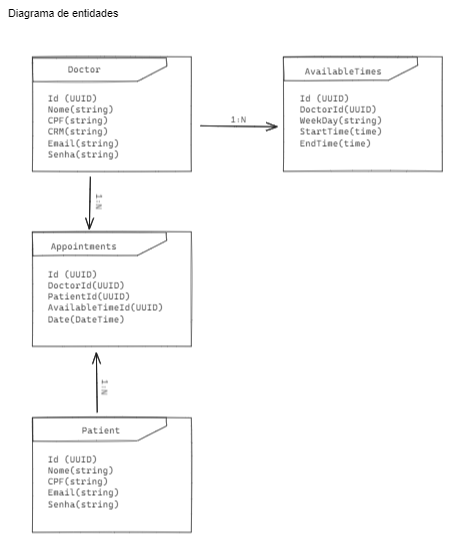 Diagrama de entidades
Doctor
Id (UUID)
Nome(string)
CPF(string)
CRM(string)
Email(string)
Senha(string)
1:N
AvailableTimes
Id (UUID)
DoctorId(UUID)
WeekDay(string)
StartTime(time)
EndTime(time)
1:N
Appointments
Id (UUID)
DoctorId(UUID)
PatientId(UUID)
AvailableTimeId(UUID)
Date(DateTime)
1:N
Patient
Id (UUID)
Nome(string)
CPF(string)
Email(string)
Senha(string)